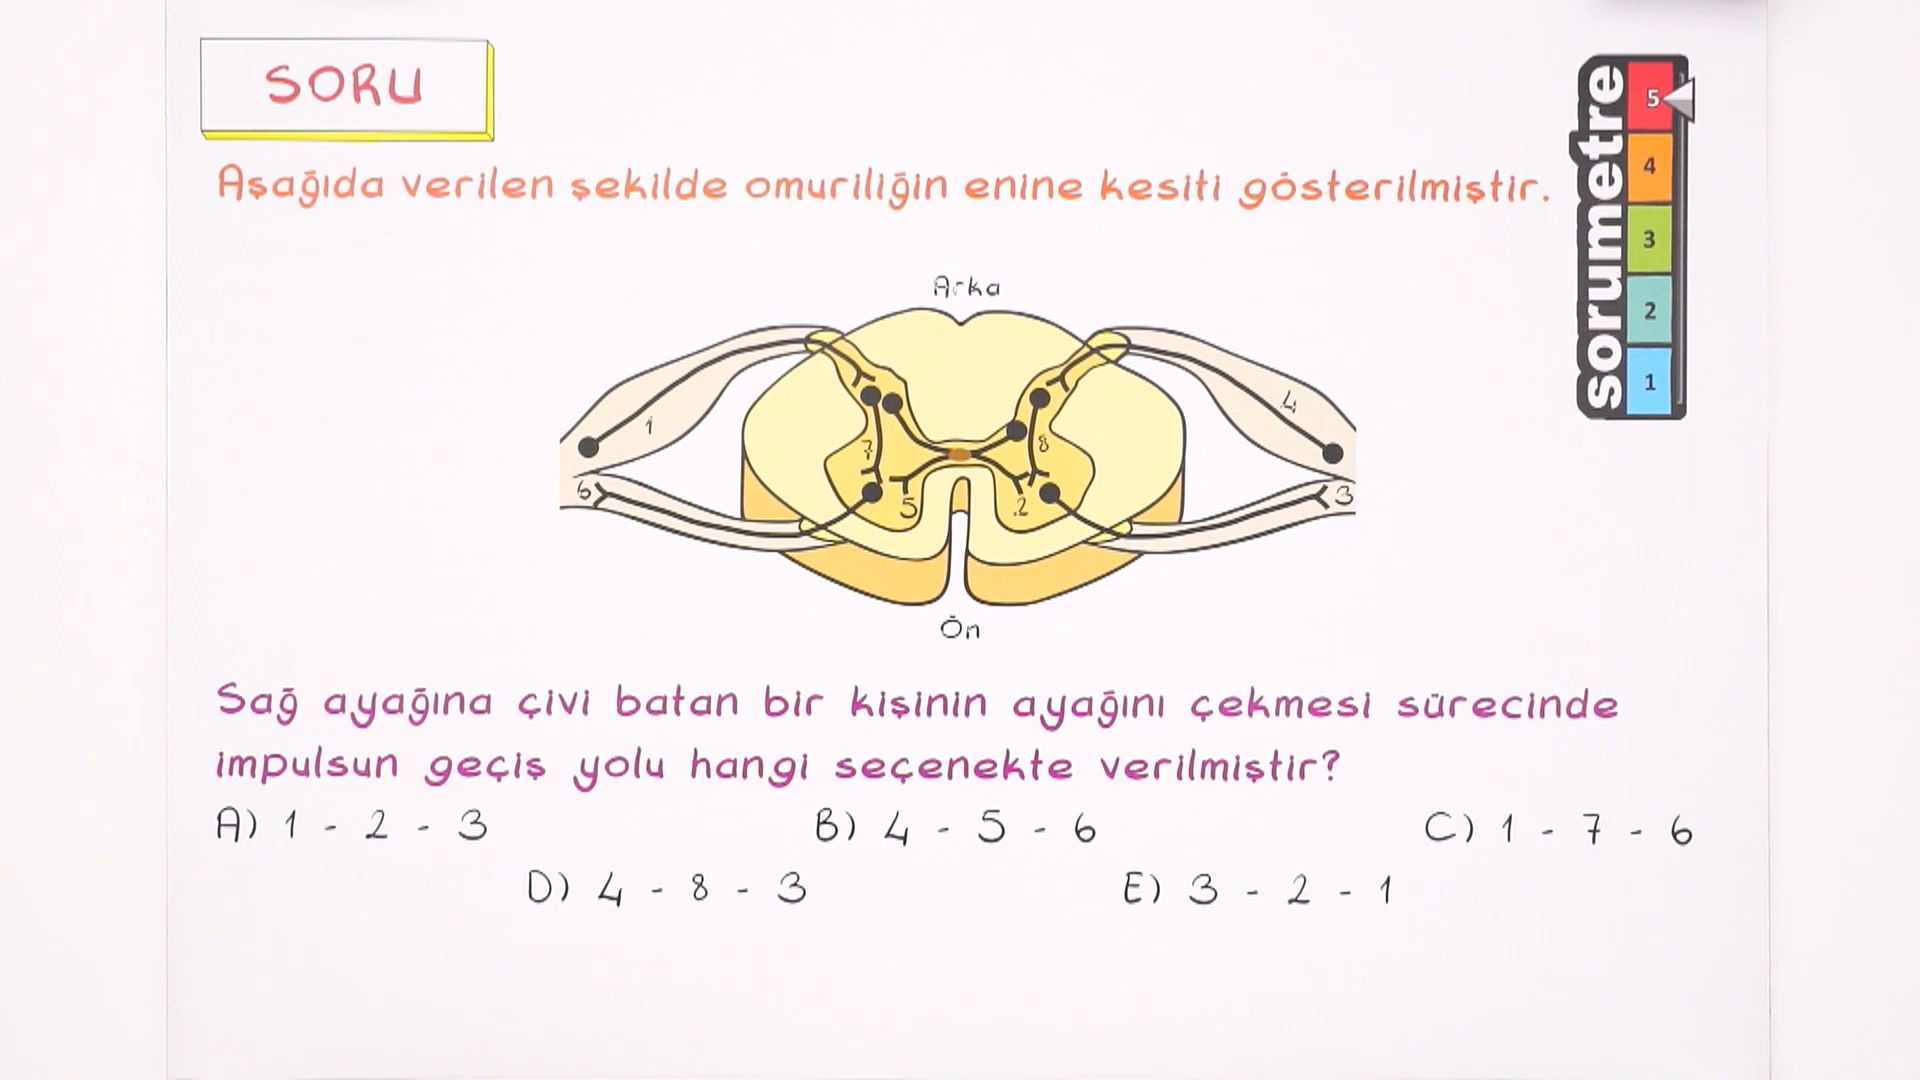 SORU
sorumetre
5
4
3
2
1
Aşağıda verilen şekilde omuriliğin enine kesiti gösterilmiştir.
Arka
1
4
7
8
6
5
2
3
Ön
Sağ ayağına çivi batan bir kişinin ayağını çekmesi sürecinde
impulsun geçiş yolu hangi seçenekte verilmiştir?
A) 1 - 2 - 3
B) 4 - 5 - 6
C) 1 - 7 - 6
D) 4 - 8 - 3
E) 3 - 2 - 1